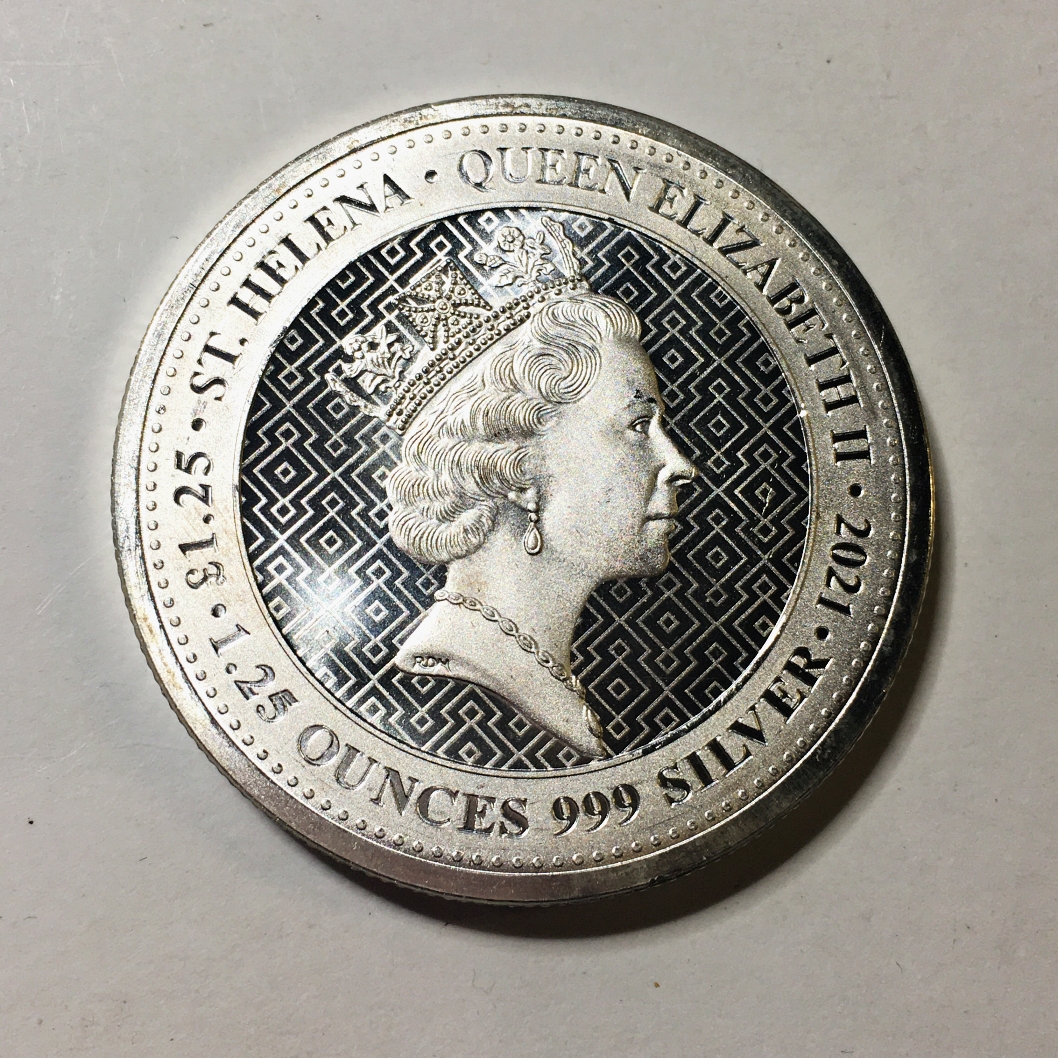 ST. HELENA • QUEEN ELIZABETH II • 2021 • 1.25 OUNCES 999 SILVER • £1.25 •
RDM